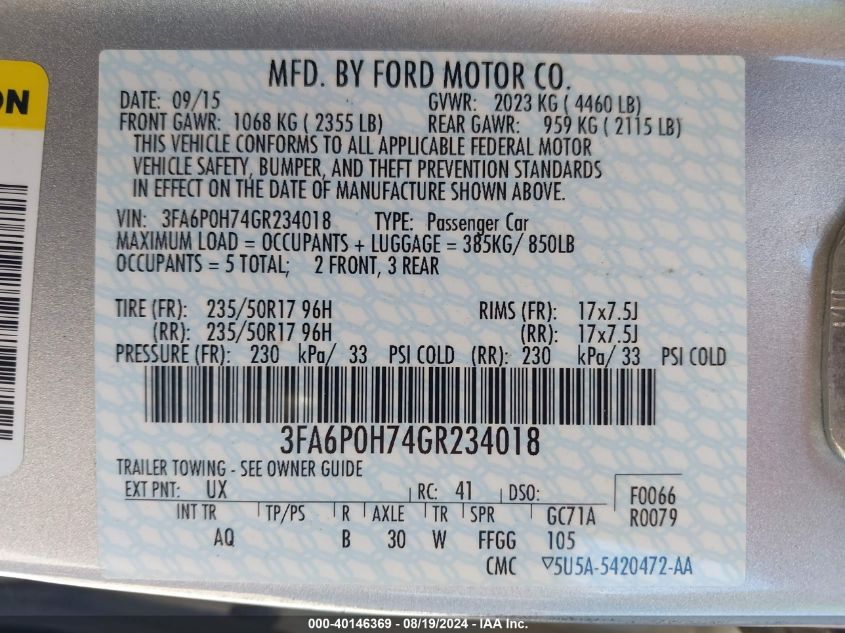 ON
MFD. BY FORD MOTOR CO.
DATE: 09/15 GVWR: 2023 KG ( 4460 LB)
FRONT GAWR: 1068 KG ( 2355 LB) REAR GAWR: 959 KG ( 2115 LB)
THIS VEHICLE CONFORMS TO ALL APPLICABLE FEDERAL MOTOR
VEHICLE SAFETY, BUMPER, AND THEFT PREVENTION STANDARDS
IN EFFECT ON THE DATE OF MANUFACTURE SHOWN ABOVE.
VIN: 3FA6P0H74GR234018 TYPE: Passenger Car
MAXIMUM LOAD = OCCUPANTS + LUGGAGE = 385KG/ 850LB
OCCUPANTS = 5 TOTAL; 2 FRONT, 3 REAR
TIRE (FR): 235/50R17 96H RIMS (FR): 17x7.5J
(RR): 235/50R17 96H (RR): 17x7.5J
PRESSURE (FR): 230 kPa/ 33 PSI COLD (RR): 230 kPa/ 33 PSI COLD
3FA6P0H74GR234018
TRAILER TOWING - SEE OWNER GUIDE
EXT PNT: UX RC: 41 DSO: F0066
INT TR TP/PS R AXLE TR SPR GC71A R0079
AQ B 30 W FFGG 105
CMC ▽5U5A-5420472-AA
000-40146369 - 08/19/2024 - IAA Inc.